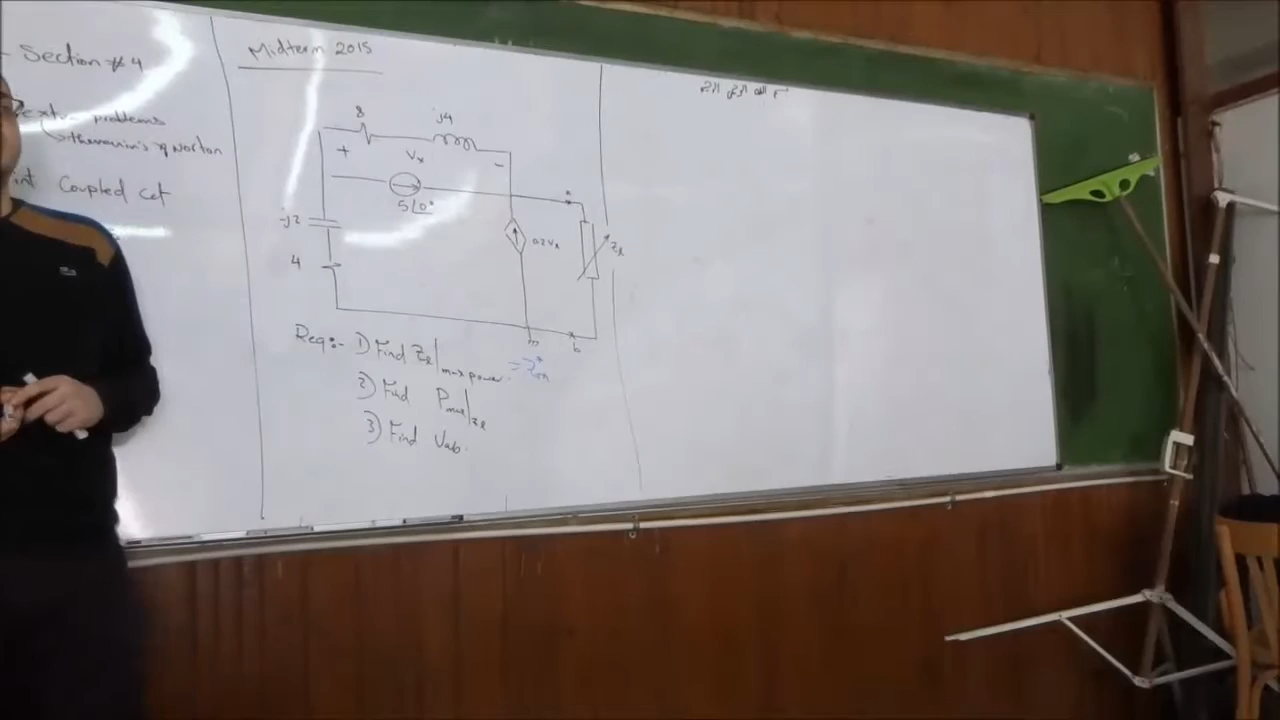 Section # 4
problems
thevenin's & Norton
Coupled cct
Midterm 2015
8
j4
+
Vx
-
5∠0°
-j2
4
0.2Vx
a
Zl
b
Req:- 1) Find Zl|max power = Z*th
2) Find Pmax|Zl
3) Find Vab.